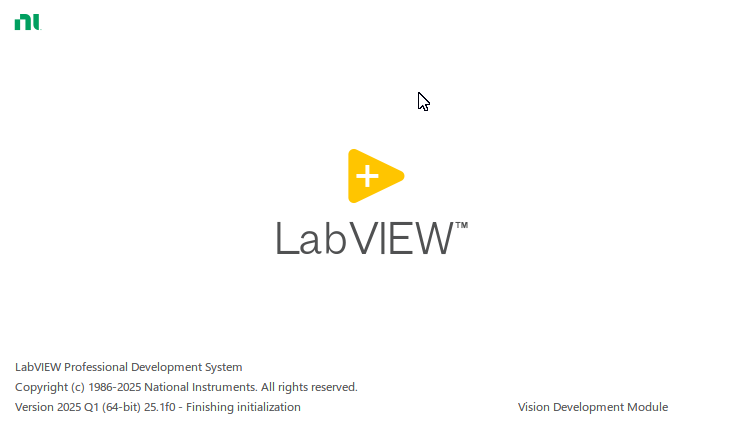 ni
LabVIEW™
LabVIEW Professional Development System
Copyright (c) 1986-2025 National Instruments. All rights reserved.
Version 2025 Q1 (64-bit) 25.1f0 - Finishing initialization
Vision Development Module